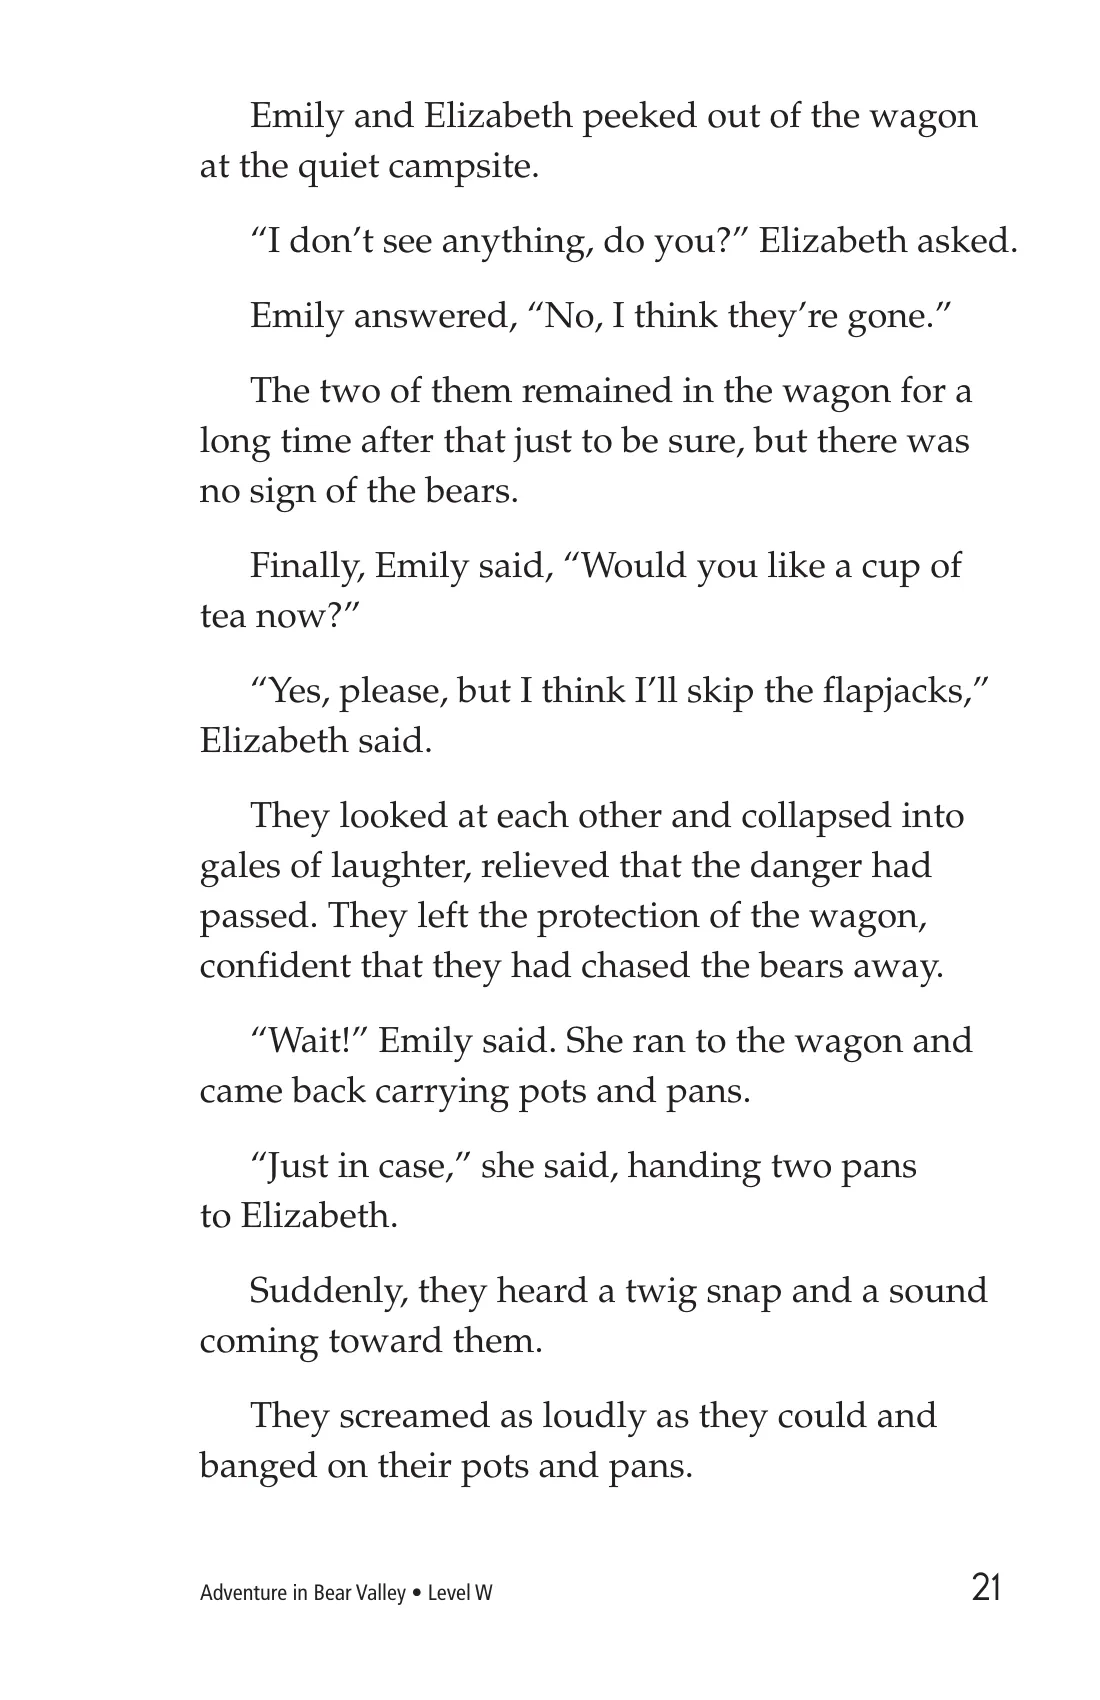 Emily and Elizabeth peeked out of the wagon
at the quiet campsite.
“I don’t see anything, do you?” Elizabeth asked.
Emily answered, “No, I think they’re gone.”
The two of them remained in the wagon for a
long time after that just to be sure, but there was
no sign of the bears.
Finally, Emily said, “Would you like a cup of
tea now?”
“Yes, please, but I think I’ll skip the flapjacks,”
Elizabeth said.
They looked at each other and collapsed into
gales of laughter, relieved that the danger had
passed. They left the protection of the wagon,
confident that they had chased the bears away.
“Wait!” Emily said. She ran to the wagon and
came back carrying pots and pans.
“Just in case,” she said, handing two pans
to Elizabeth.
Suddenly, they heard a twig snap and a sound
coming toward them.
They screamed as loudly as they could and
banged on their pots and pans.
Adventure in Bear Valley • Level W 21